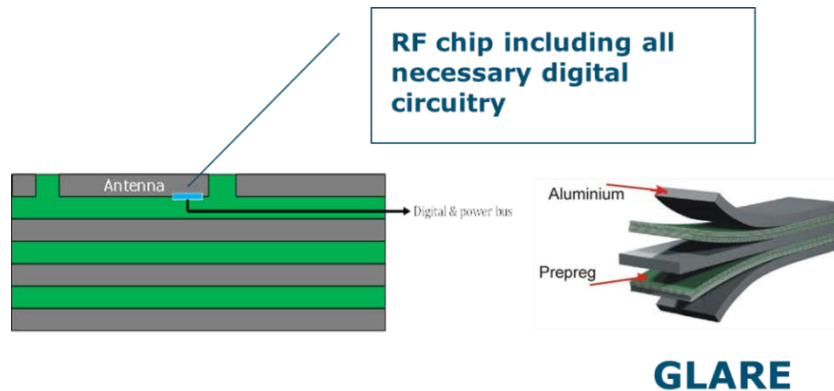 RF chip including all
necessary digital
circuitry
Antenna
Digital & power bus
Aluminium
Prepreg
GLARE